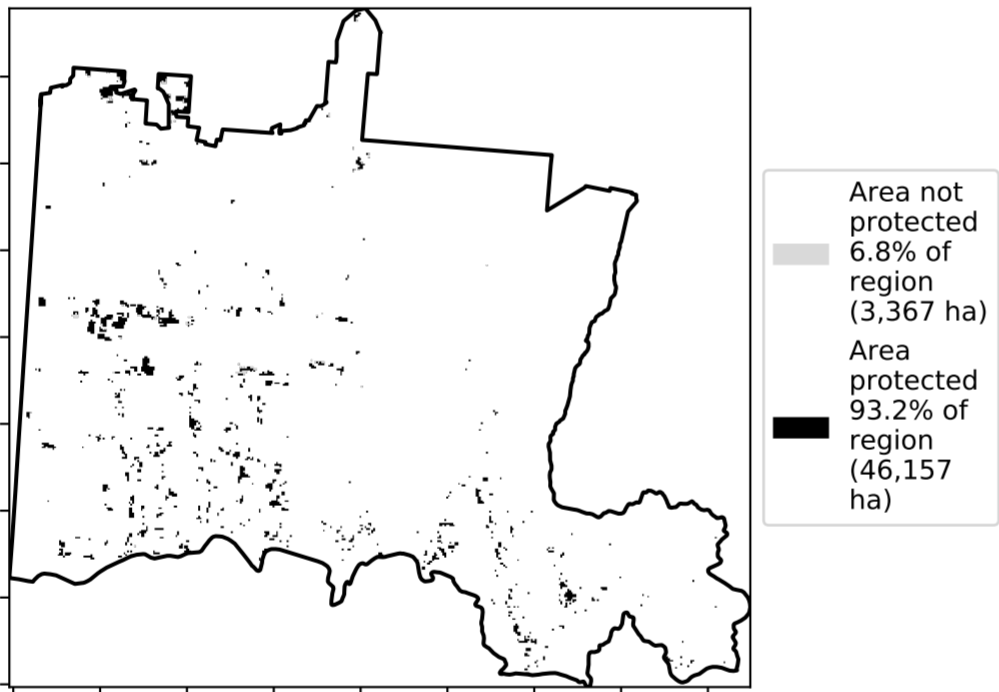 Area not
protected
6.8% of
region
(3,367 ha)
Area
protected
93.2% of
region
(46,157
ha)